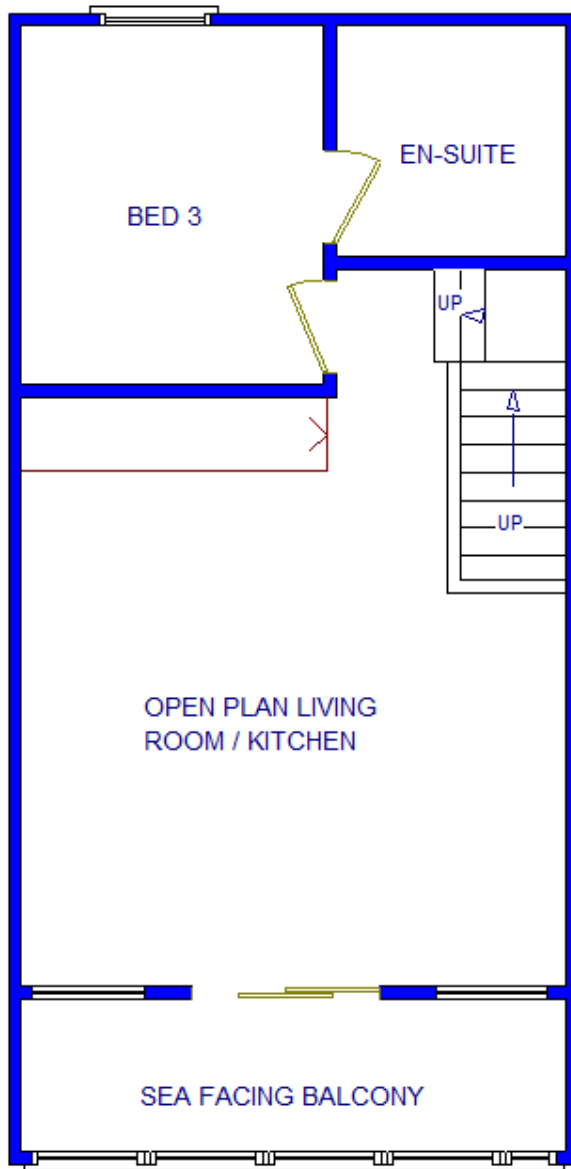 EN-SUITE
BED 3
UP
UP
OPEN PLAN LIVING
ROOM / KITCHEN
SEA FACING BALCONY